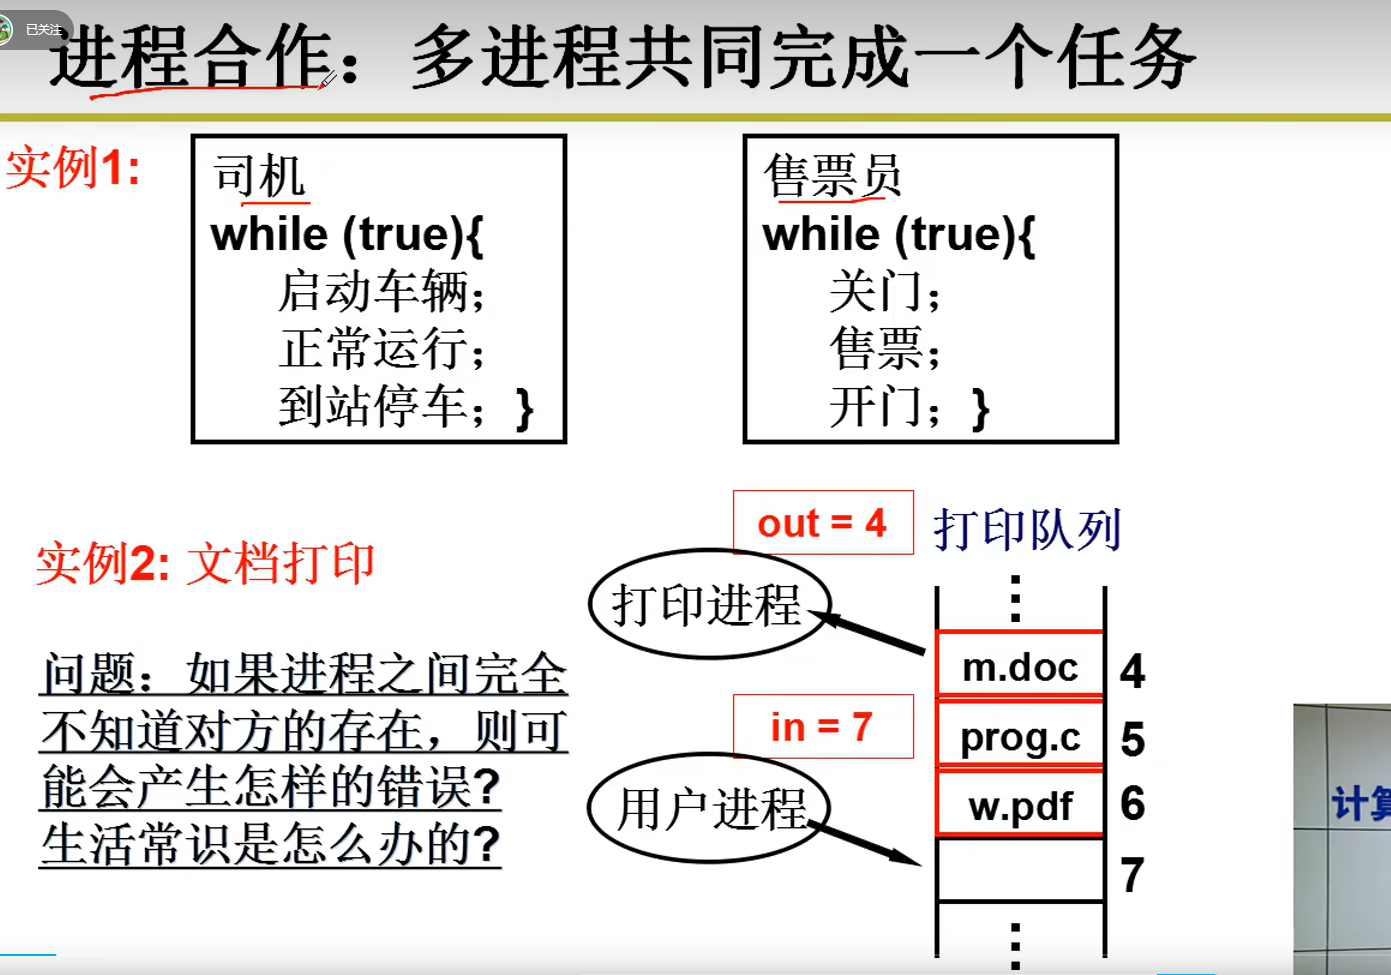 已关注
进程合作：多进程共同完成一个任务
实例1:
司机
while (true){
启动车辆；
正常运行；
到站停车；}
售票员
while (true){
关门；
售票；
开门；}
实例2: 文档打印
问题：如果进程之间完全
不知道对方的存在，则可
能会产生怎样的错误?
生活常识是怎么办的?
out = 4
打印队列
打印进程
m.doc 4
in = 7
prog.c 5
用户进程
w.pdf 6
7